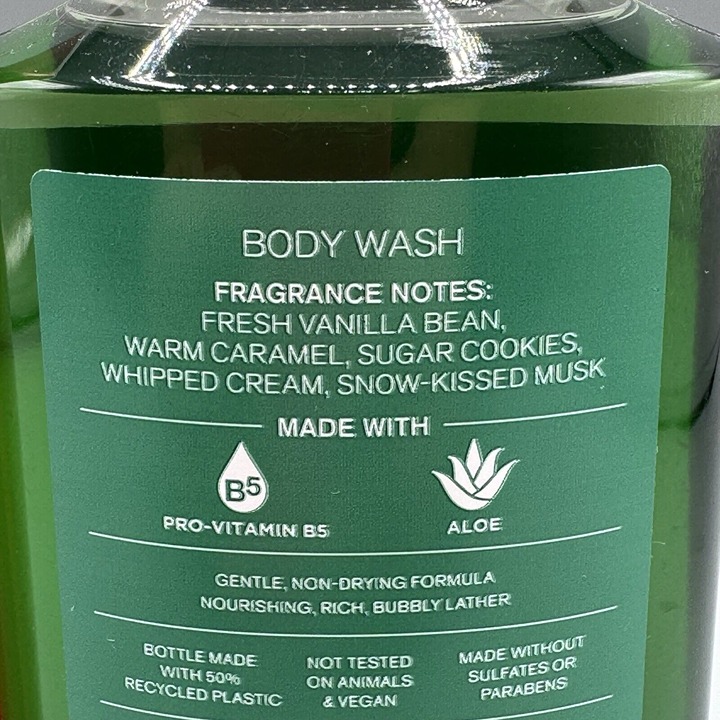 BODY WASH
FRAGRANCE NOTES:
FRESH VANILLA BEAN,
WARM CARAMEL, SUGAR COOKIES,
WHIPPED CREAM, SNOW-KISSED MUSK
MADE WITH
B5
PRO-VITAMIN B5
ALOE
GENTLE, NON-DRYING FORMULA
NOURISHING, RICH, BUBBLY LATHER
BOTTLE MADE
WITH 50%
RECYCLED PLASTIC
NOT TESTED
ON ANIMALS
& VEGAN
MADE WITHOUT
SULFATES OR
PARABENS